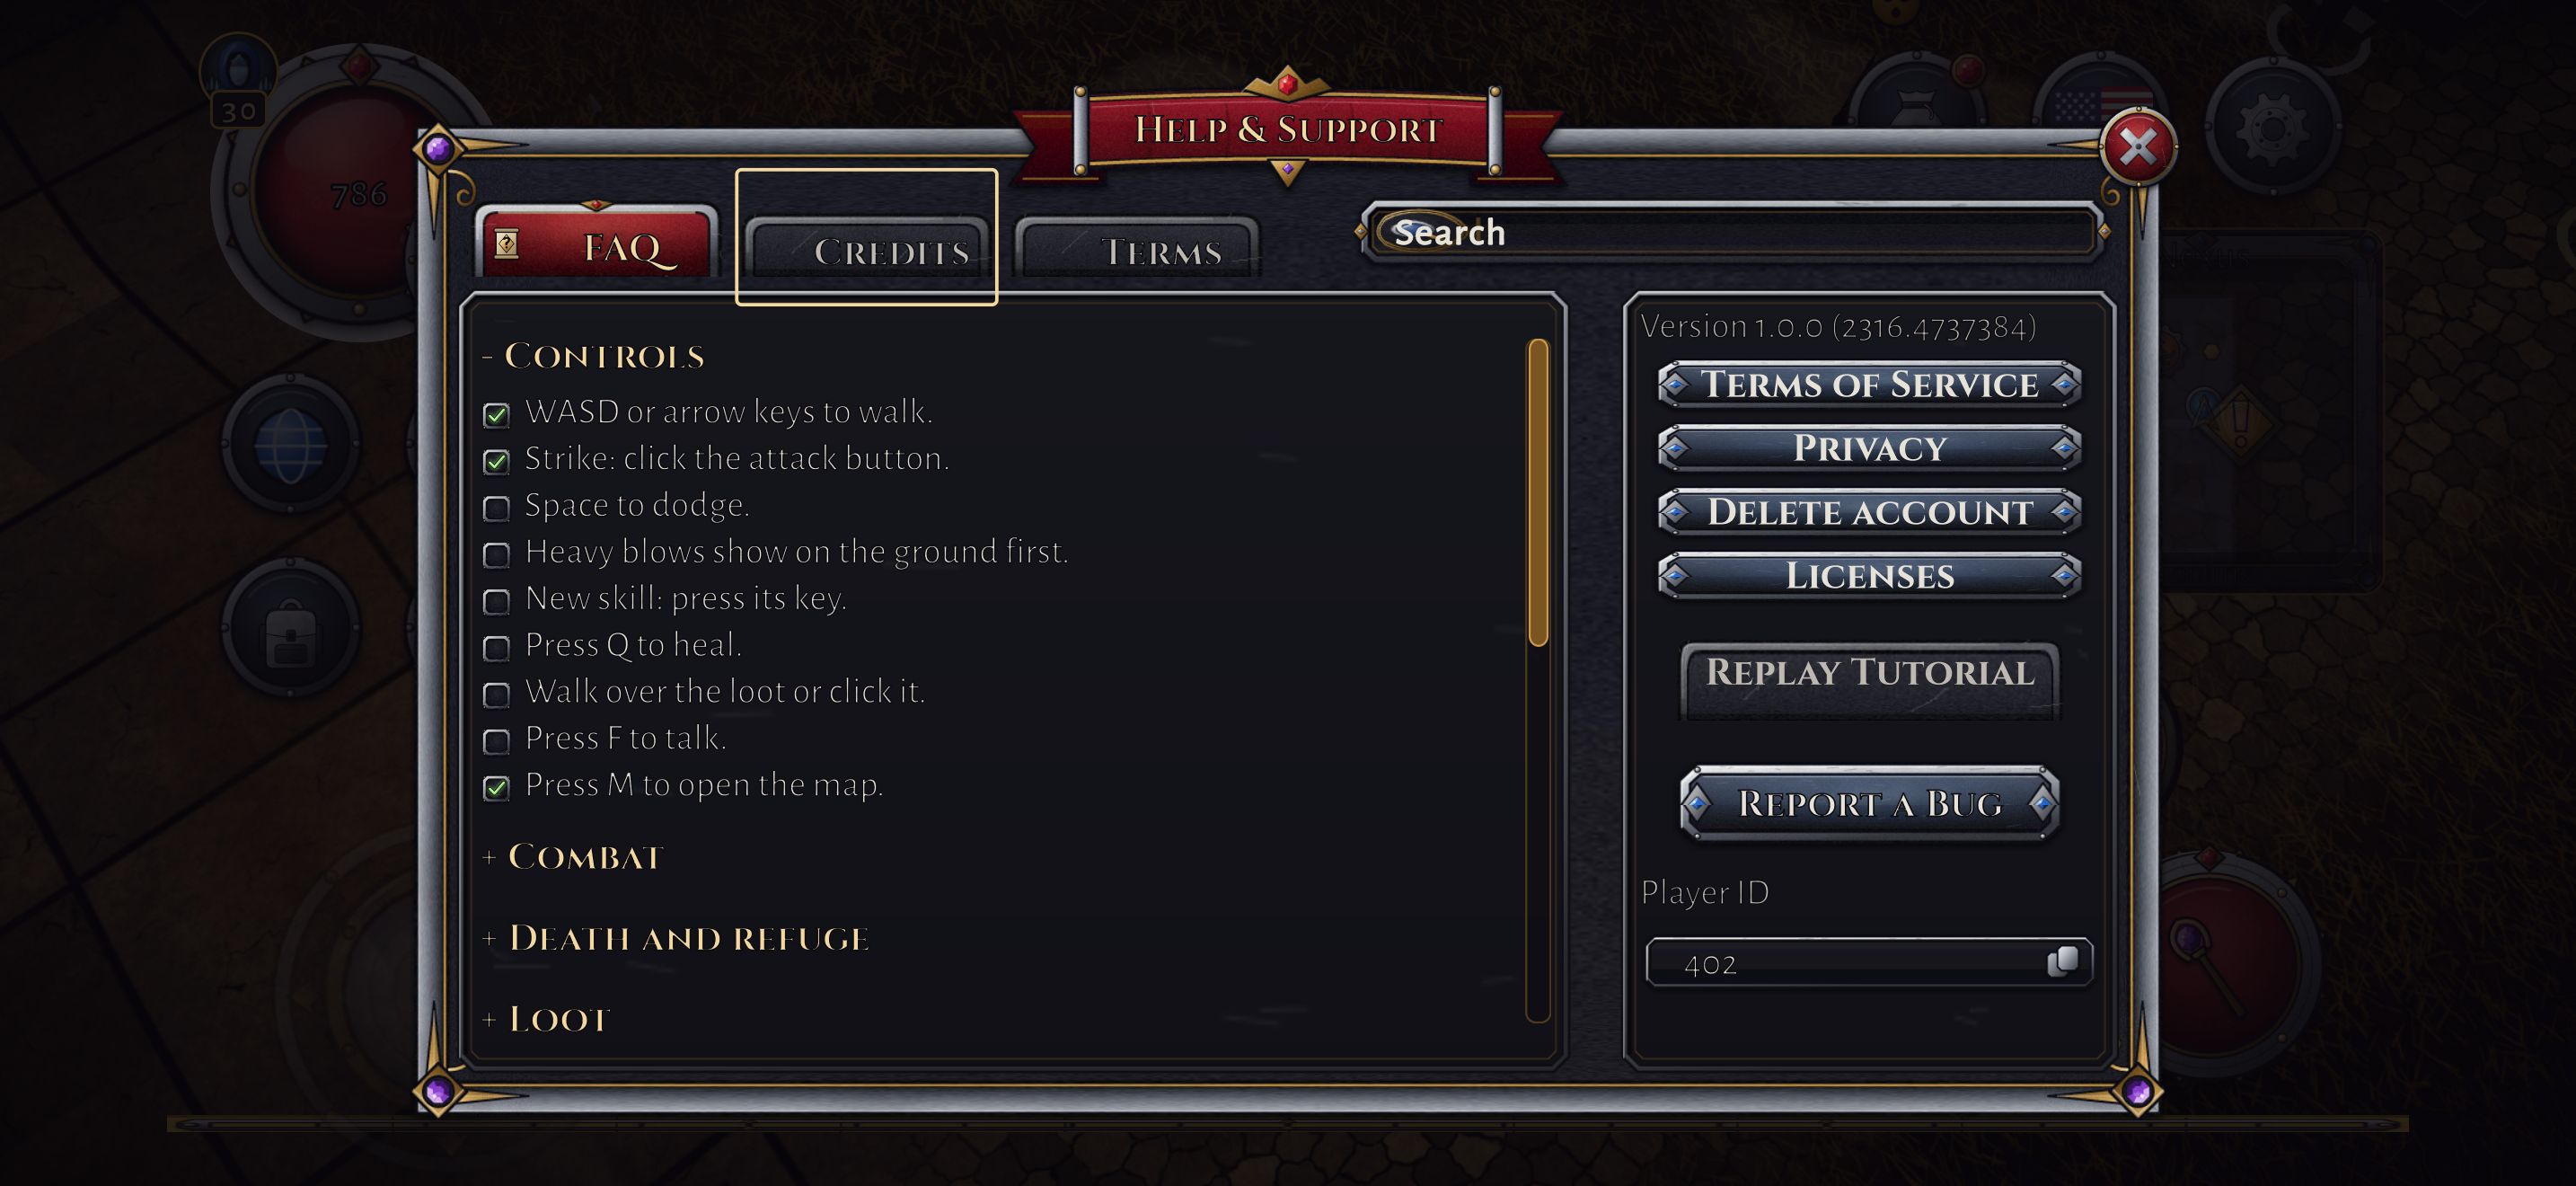 30
786
Help & Support
FAQ
Credits
Terms
Search
- Controls
WASD or arrow keys to walk.
Strike: click the attack button.
Space to dodge.
Heavy blows show on the ground first.
New skill: press its key.
Press Q to heal.
Walk over the loot or click it.
Press F to talk.
Press M to open the map.
+ Combat
+ Death and refuge
+ Loot
Version 1.0.0 (2316.4737384)
Terms of Service
Privacy
Delete account
Licenses
Replay Tutorial
Report a Bug
Player ID
402